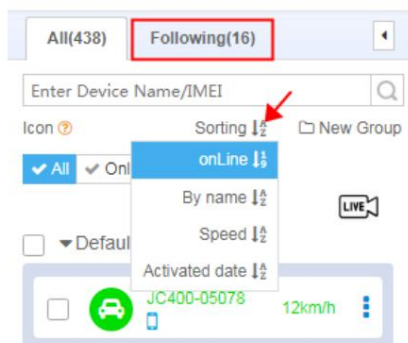 All(438) Following(16)
Enter Device Name/IMEI
Icon Sorting New Group
All Onl onLine
By name
LIVE
Defaul Speed
Activated date
JC400-05078 12km/h